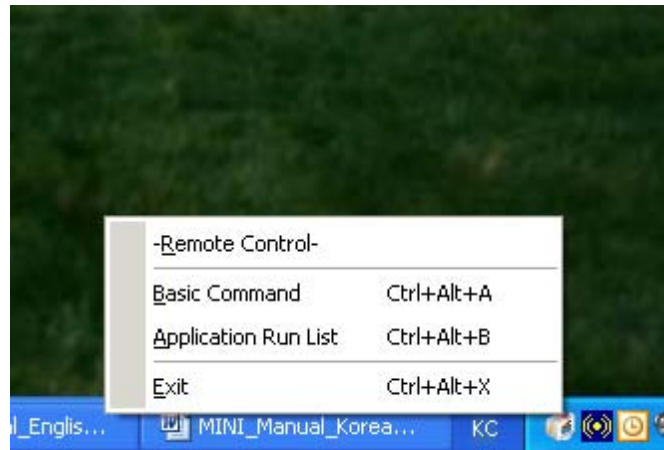 -Remote Control-
Basic Command Ctrl+Alt+A
Application Run List Ctrl+Alt+B
Exit Ctrl+Alt+X
l_Englis... MINI_Manual_Korea... KC